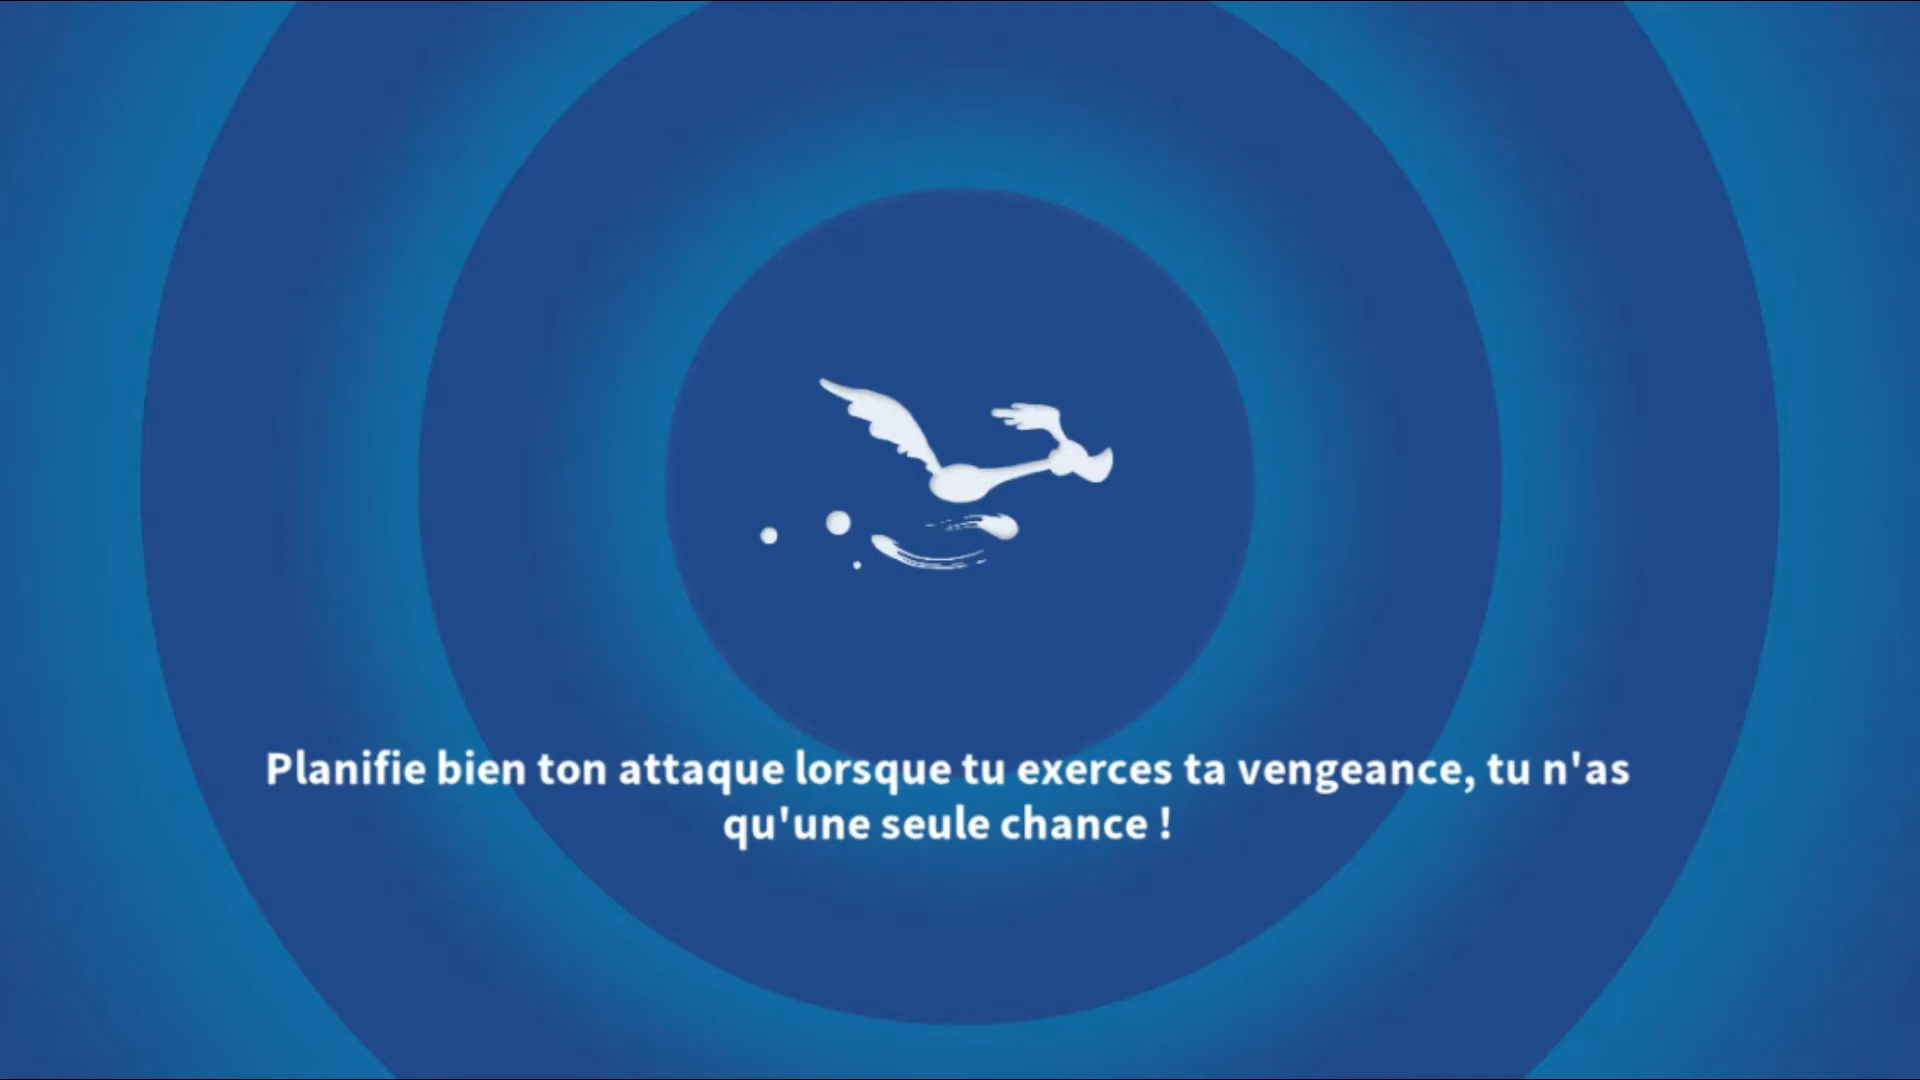 Planifie bien ton attaque lorsque tu exerces ta vengeance, tu n'as
qu'une seule chance !